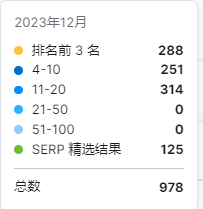 2023年12月
排名前 3 名 288
4-10 251
11-20 314
21-50 0
51-100 0
SERP 精选结果 125
总数 978